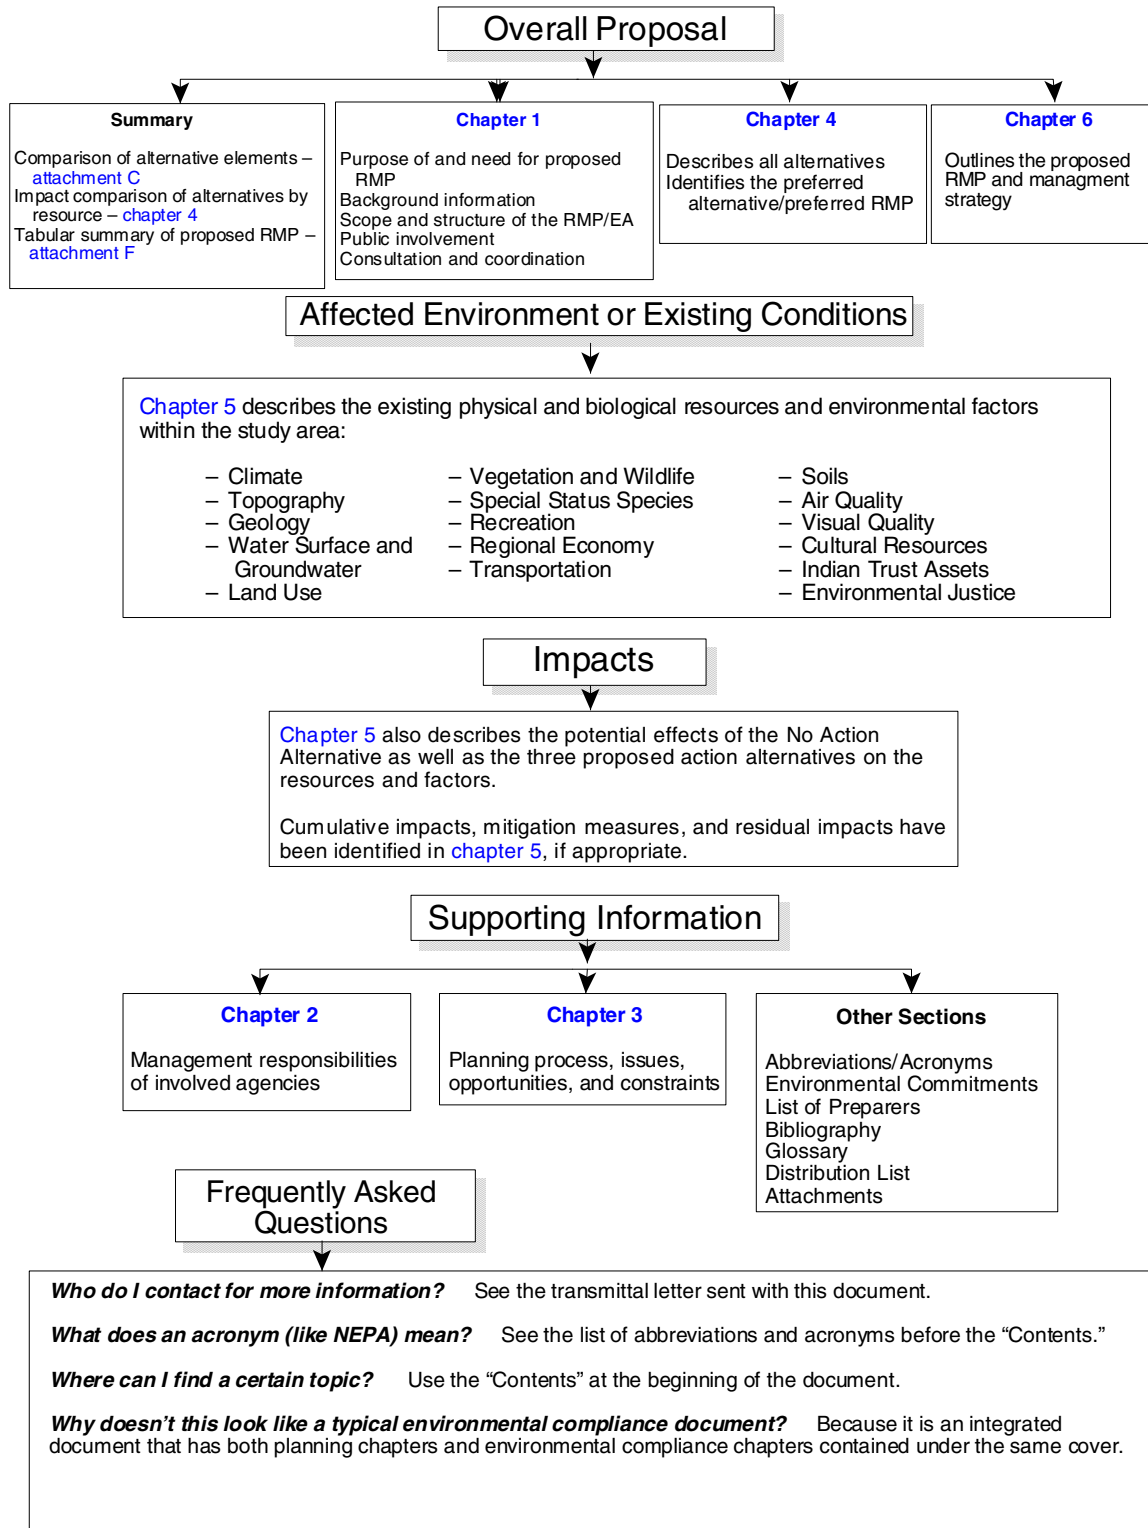 Overall Proposal
Summary
Comparison of alternative elements –
attachment C
Impact comparison of alternatives by
resource – chapter 4
Tabular summary of proposed RMP –
attachment F
Chapter 1
Purpose of and need for proposed
RMP
Background information
Scope and structure of the RMP/EA
Public involvement
Consultation and coordination
Chapter 4
Describes all alternatives
Identifies the preferred
alternative/preferred RMP
Chapter 6
Outlines the proposed
RMP and managment
strategy
Affected Environment or Existing Conditions
Chapter 5 describes the existing physical and biological resources and environmental factors
within the study area:
– Climate
– Topography
– Geology
– Water Surface and
Groundwater
– Land Use
– Vegetation and Wildlife
– Special Status Species
– Recreation
– Regional Economy
– Transportation
– Soils
– Air Quality
– Visual Quality
– Cultural Resources
– Indian Trust Assets
– Environmental Justice
Impacts
Chapter 5 also describes the potential effects of the No Action
Alternative as well as the three proposed action alternatives on the
resources and factors.
Cumulative impacts, mitigation measures, and residual impacts have
been identified in chapter 5, if appropriate.
Supporting Information
Chapter 2
Management responsibilities
of involved agencies
Chapter 3
Planning process, issues,
opportunities, and constraints
Other Sections
Abbreviations/Acronyms
Environmental Commitments
List of Preparers
Bibliography
Glossary
Distribution List
Attachments
Frequently Asked
Questions
Who do I contact for more information? See the transmittal letter sent with this document.
What does an acronym (like NEPA) mean? See the list of abbreviations and acronyms before the “Contents.”
Where can I find a certain topic? Use the “Contents” at the beginning of the document.
Why doesn’t this look like a typical environmental compliance document? Because it is an integrated
document that has both planning chapters and environmental compliance chapters contained under the same cover.